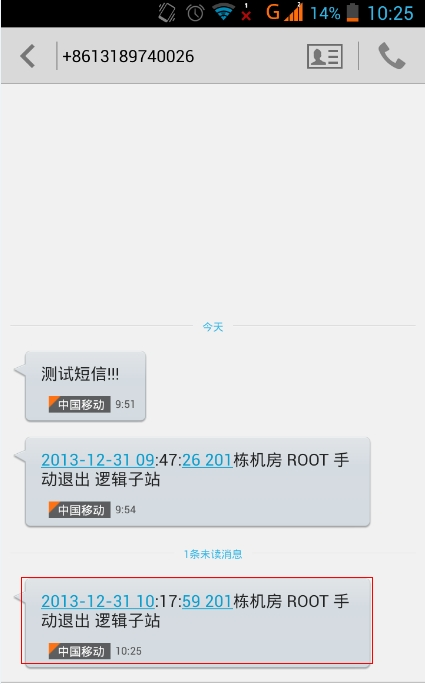 1 G 2 14% 10:25
+8613189740026
今天
测试短信!!!
中国移动 9:51
2013-12-31 09:47:26 201栋机房 ROOT 手
动退出 逻辑子站
中国移动 9:54
1条未读消息
2013-12-31 10:17:59 201栋机房 ROOT 手
动退出 逻辑子站
中国移动 10:25